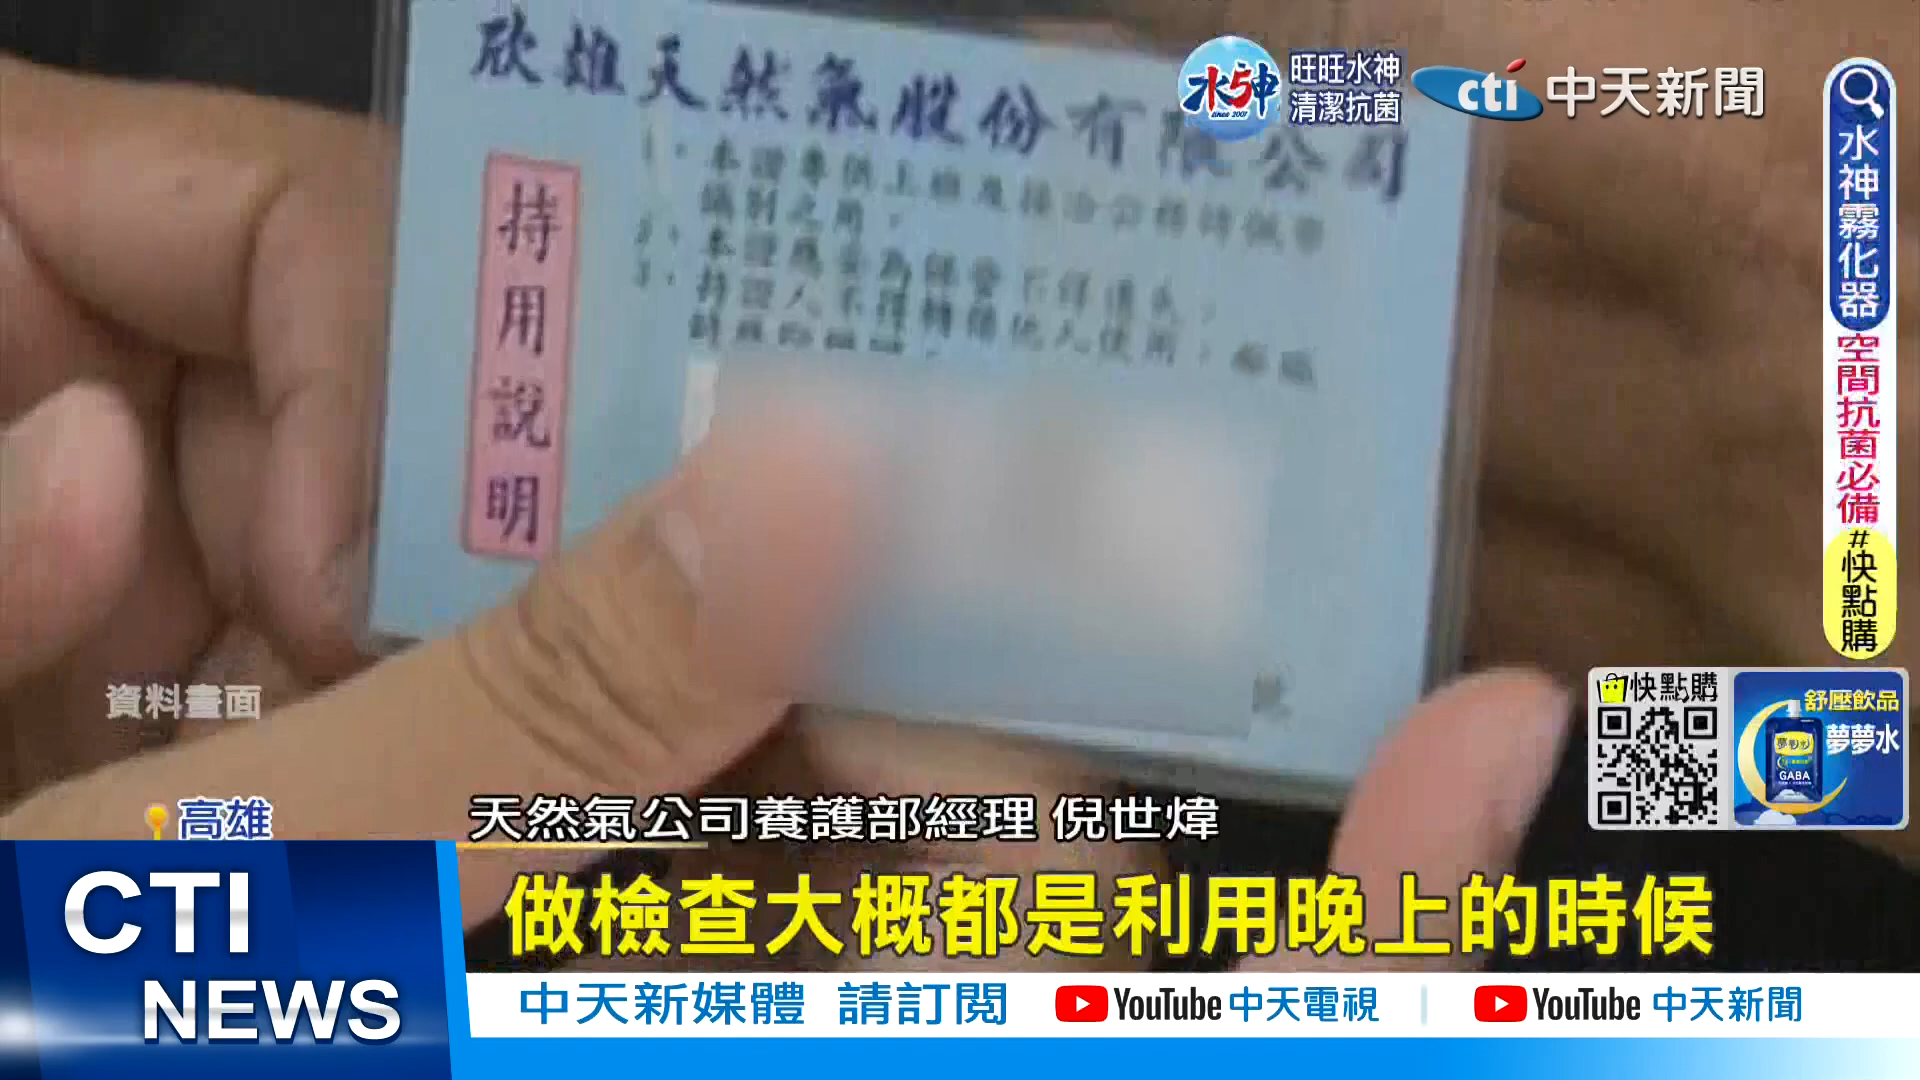 欣雄天然氣股份有限公司
持用說明
水神
since 2007
旺旺水神
清潔抗菌
cti 中天新聞
水神霧化器
空間抗菌必備
#快點購
快點購
舒壓飲品
夢夢水
GABA
資料畫面
高雄
天然氣公司養護部經理 倪世煒
做檢查大概都是利用晚上的時候
CTI
NEWS
中天新媒體 請訂閱 YouTube 中天電視 | YouTube 中天新聞